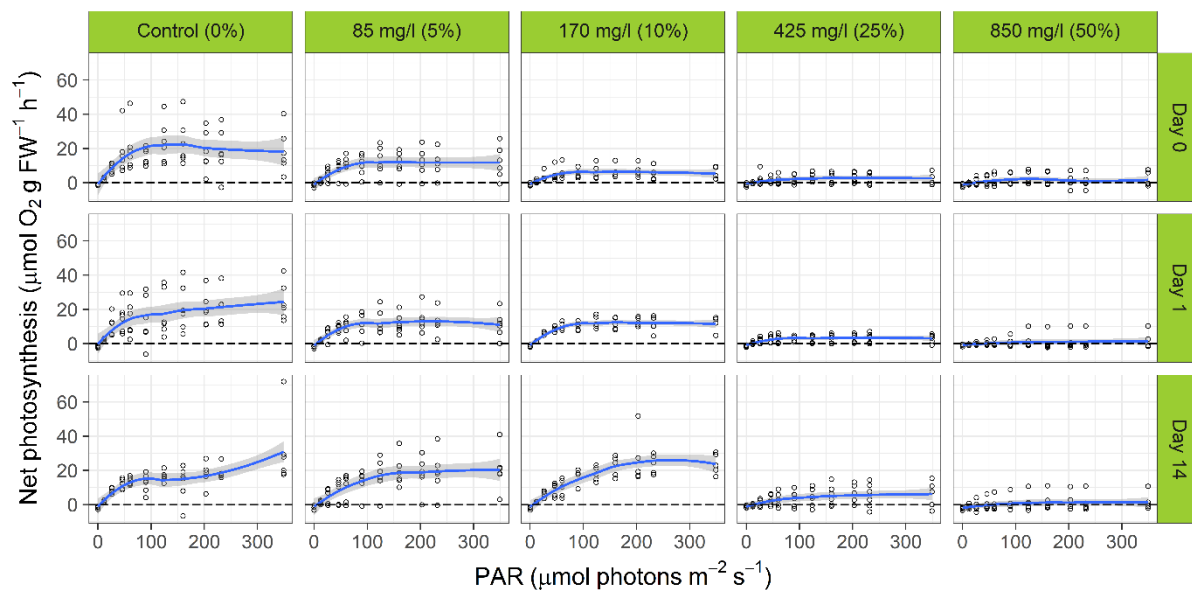 Control (0%)
85 mg/l (5%)
170 mg/l (10%)
425 mg/l (25%)
850 mg/l (50%)
Net photosynthesis (μmol O₂ g FW⁻¹ h⁻¹)
60
40
20
0
Day 0
60
40
20
0
Day 1
60
40
20
0
Day 14
0 100 200 300
0 100 200 300
0 100 200 300
0 100 200 300
0 100 200 300
PAR (μmol photons m⁻² s⁻¹)